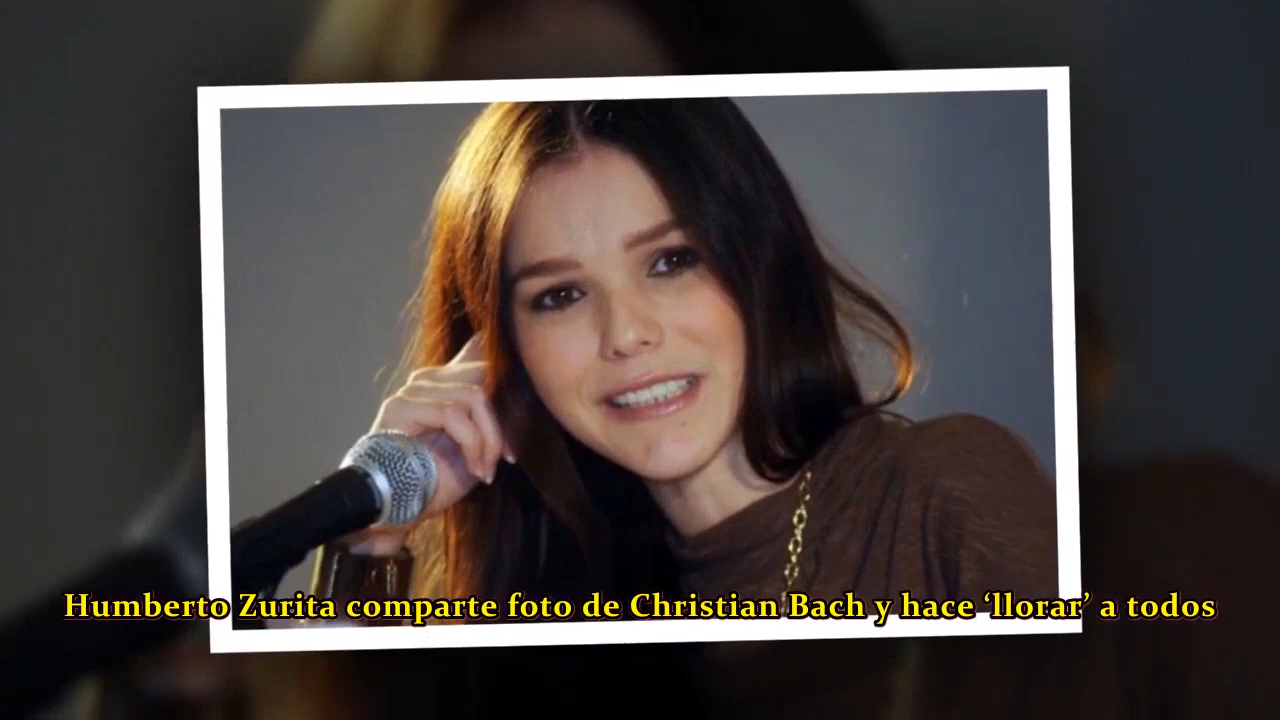 Humberto Zurita comparte foto de Christian Bach y hace ‘llorar’ a todos